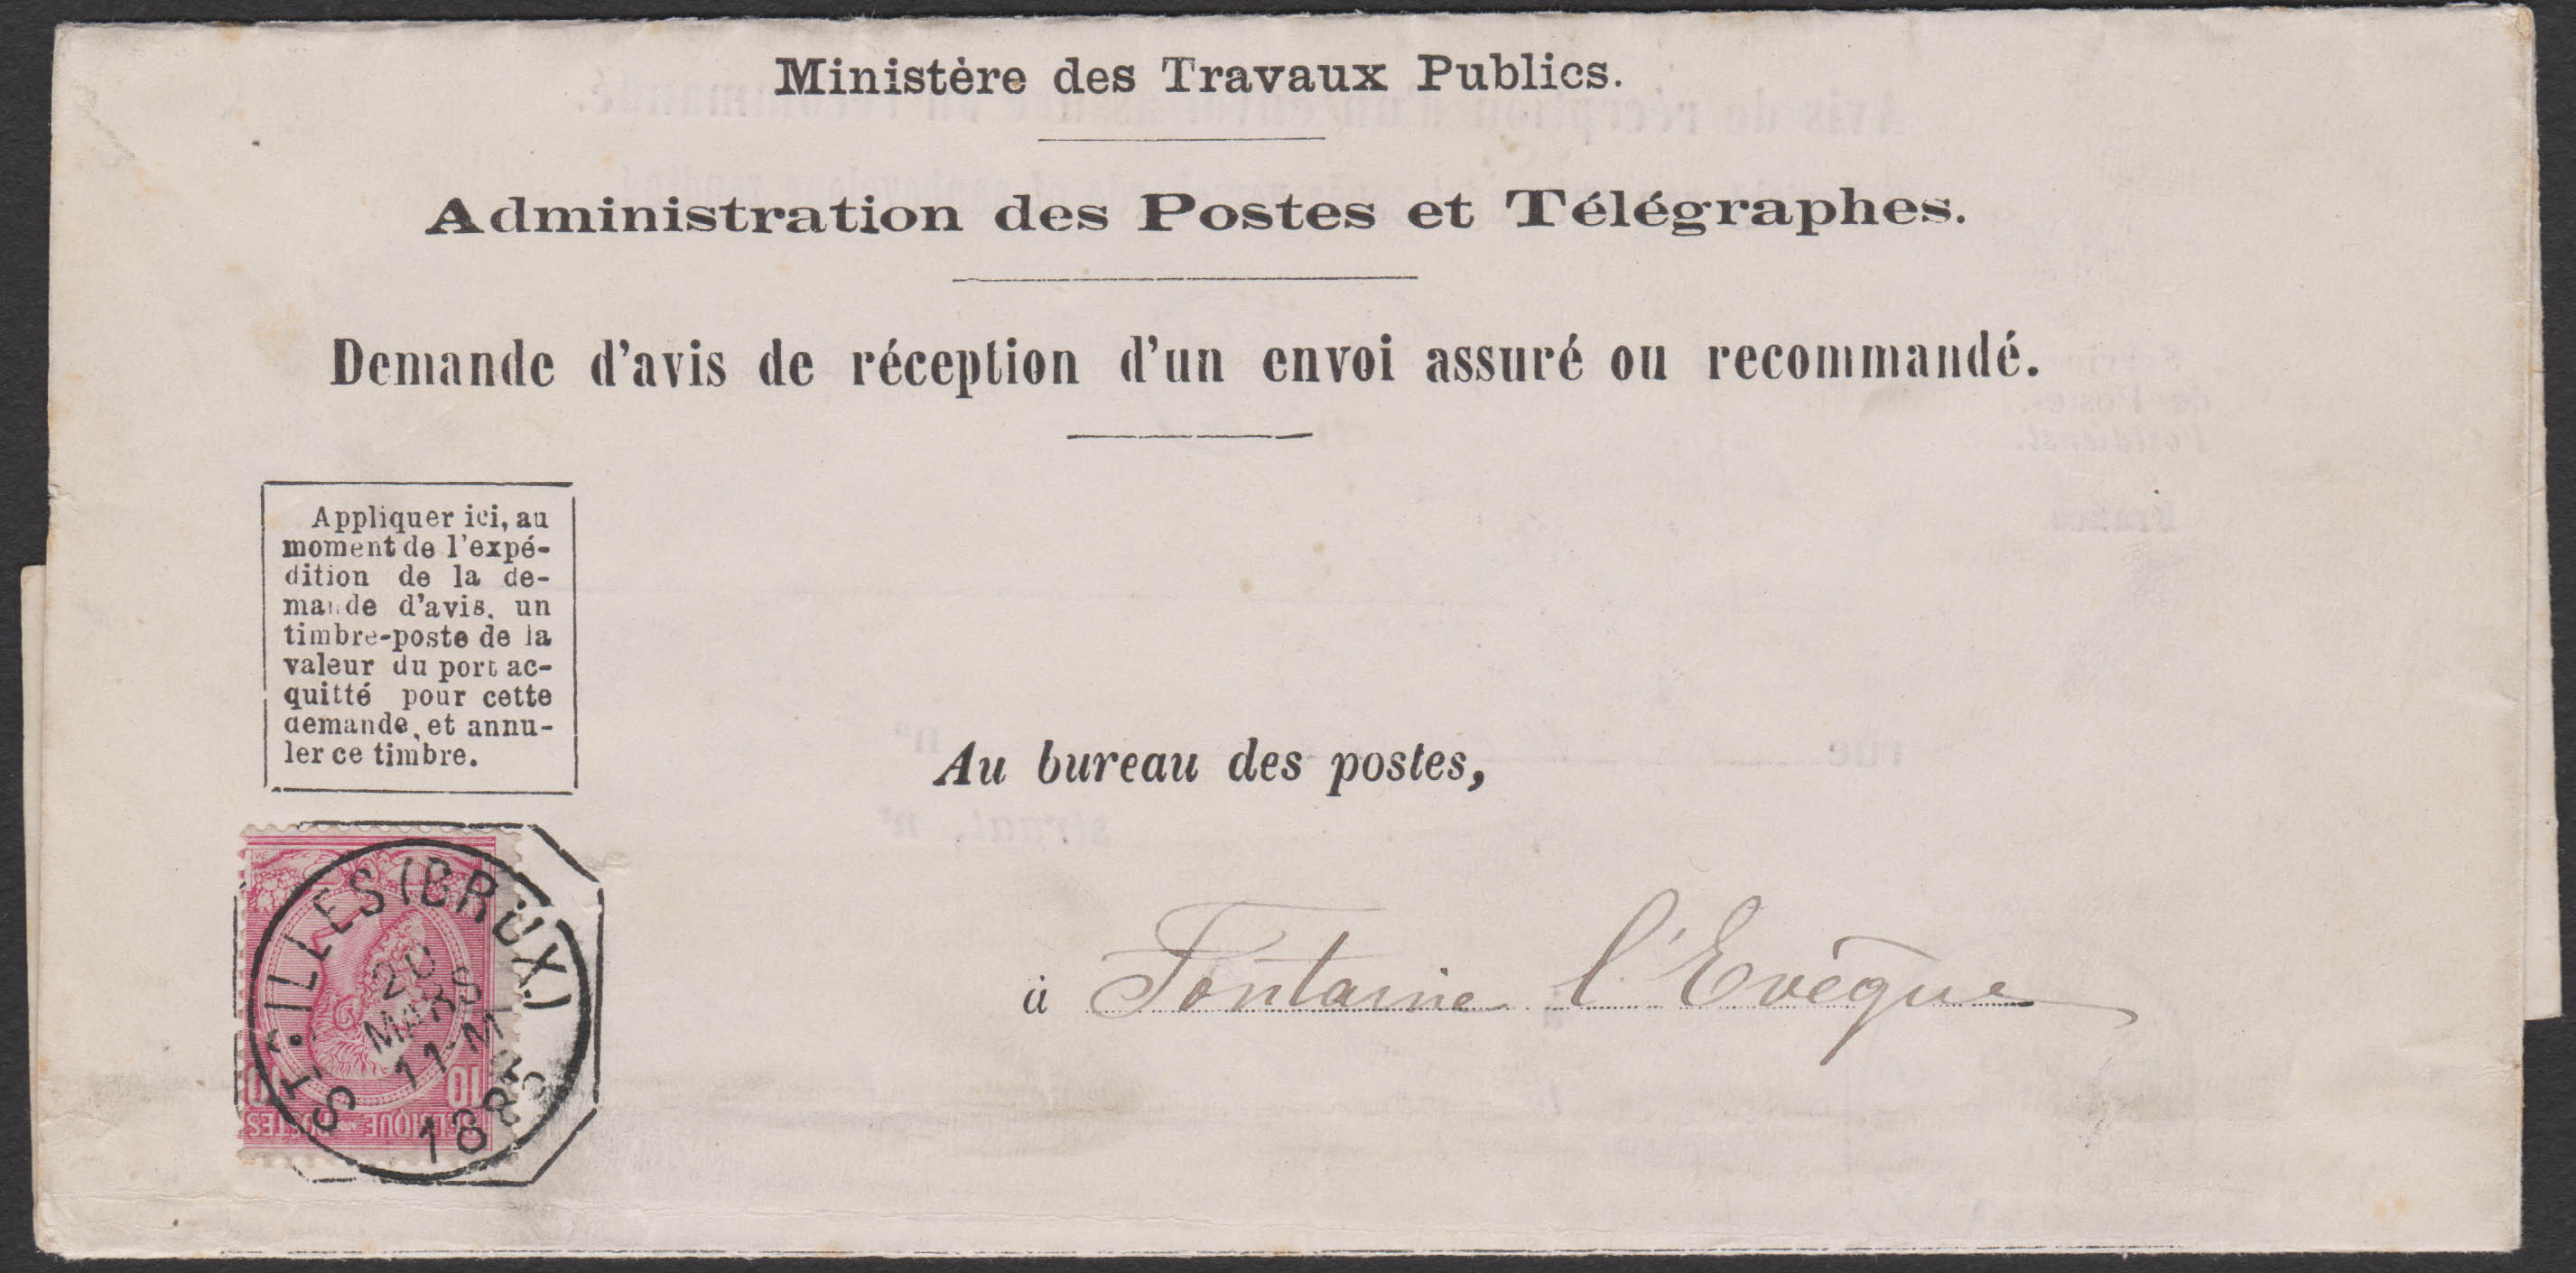 Ministère des Travaux Publics.
Administration des Postes et Télégraphes.
Demande d'avis de réception d'un envoi assuré ou recommandé.
Appliquer ici, au
moment de l'expé-
dition de la de-
mande d'avis, un
timbre-poste de la
valeur du port ac-
quitté pour cette
demande, et annu-
ler ce timbre.
Au bureau des postes,
à Fontaine l'Evêque
ST. GILLES (BRUX.)
20
MARS
11-M
1885
10
BELGIQUE
POSTES